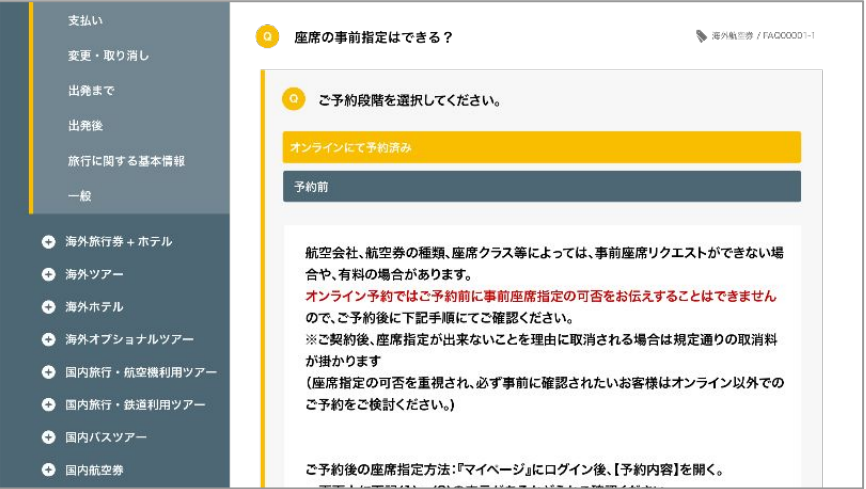 支払い
変更・取り消し
出発まで
出発後
旅行に関する基本情報
一般
海外旅行券 + ホテル
海外ツアー
海外ホテル
海外オプショナルツアー
国内旅行・航空機利用ツアー
国内旅行・鉄道利用ツアー
国内バスツアー
国内航空券
Q 座席の事前指定はできる？
海外航空券 / FAQ00001-1
Q ご予約段階を選択してください。
オンラインにて予約済み
予約前
航空会社、航空券の種類、座席クラス等によっては、事前座席リクエストができない場
合や、有料の場合があります。
オンライン予約ではご予約前に事前座席指定の可否をお伝えすることはできません
ので、ご予約後に下記手順にてご確認ください。
※ご契約後、座席指定が出来ないことを理由に取消される場合は規定通りの取消料
が掛かります
(座席指定の可否を重視され、必ず事前に確認されたいお客様はオンライン以外での
ご予約をご検討ください。)
ご予約後の座席指定方法：『マイページ』にログイン後、【予約内容】を開く。